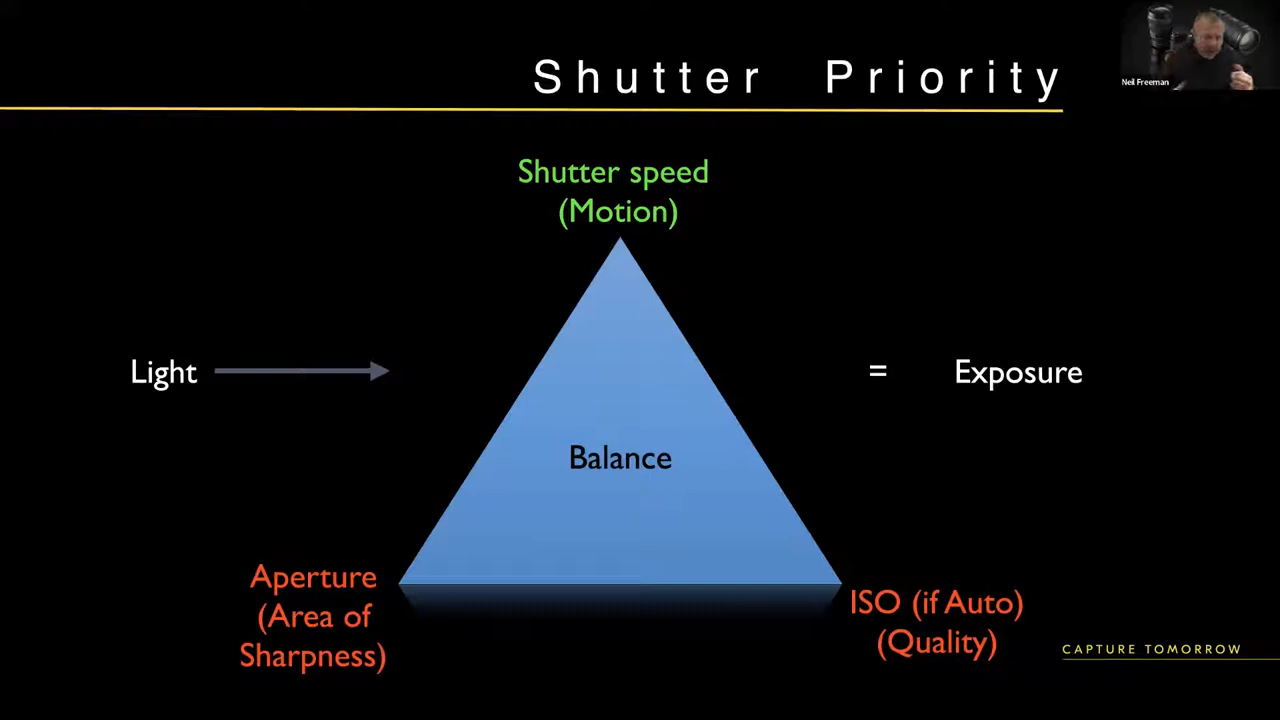 Shutter Priority
Neil Freeman
Shutter speed
(Motion)
Light
=
Exposure
Balance
Aperture
(Area of
Sharpness)
ISO (if Auto)
(Quality)
CAPTURE TOMORROW